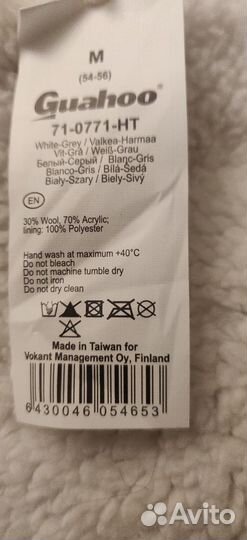 M
(54-56)
Guahoo
71-0771-HT
White-Grey / Valkea-Harmaa
Vit-Grå / Weiß-Grau
Белый-Серый / Blanc-Gris
Blanco-Gris / Bílá-Šedá
Biały-Szary / Biely-Sivý
EN
30% Wool, 70% Acrylic;
lining: 100% Polyester
Hand wash at maximum +40°C
Do not bleach
Do not machine tumble dry
Do not iron
Do not dry clean
Made in Taiwan for
Vokant Management Oy, Finland
6430046054653
Avito